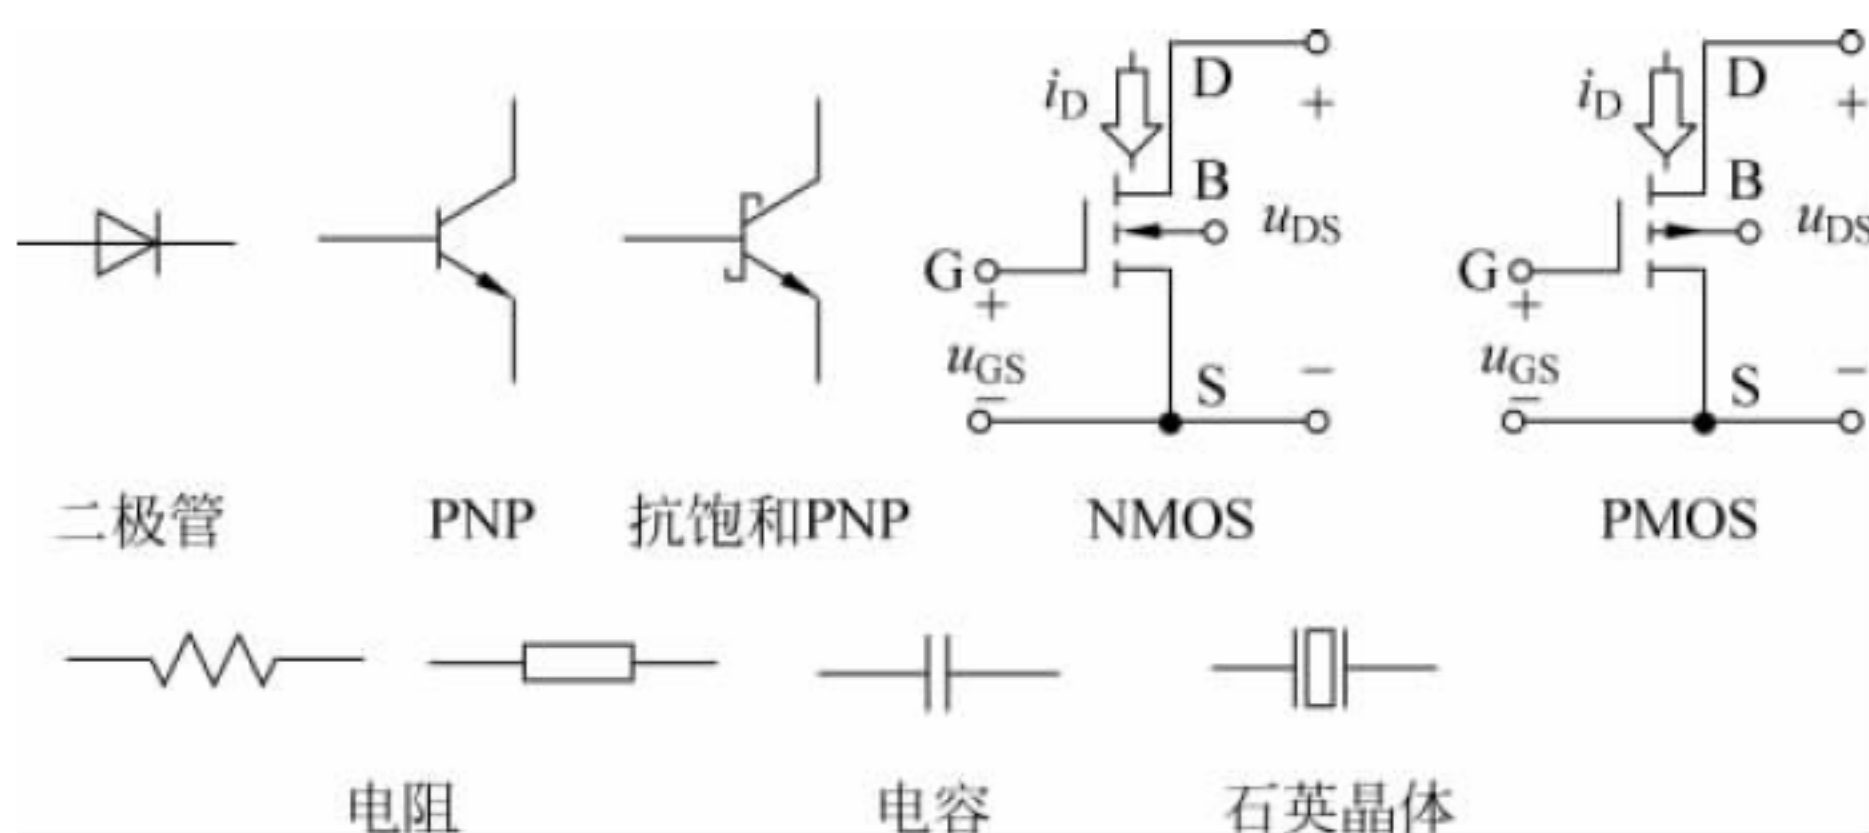 iD D + iD D +
B uDS B uDS
G + G +
uGS uGS
− S − − S −
二极管 PNP 抗饱和PNP NMOS PMOS
电阻 电容 石英晶体